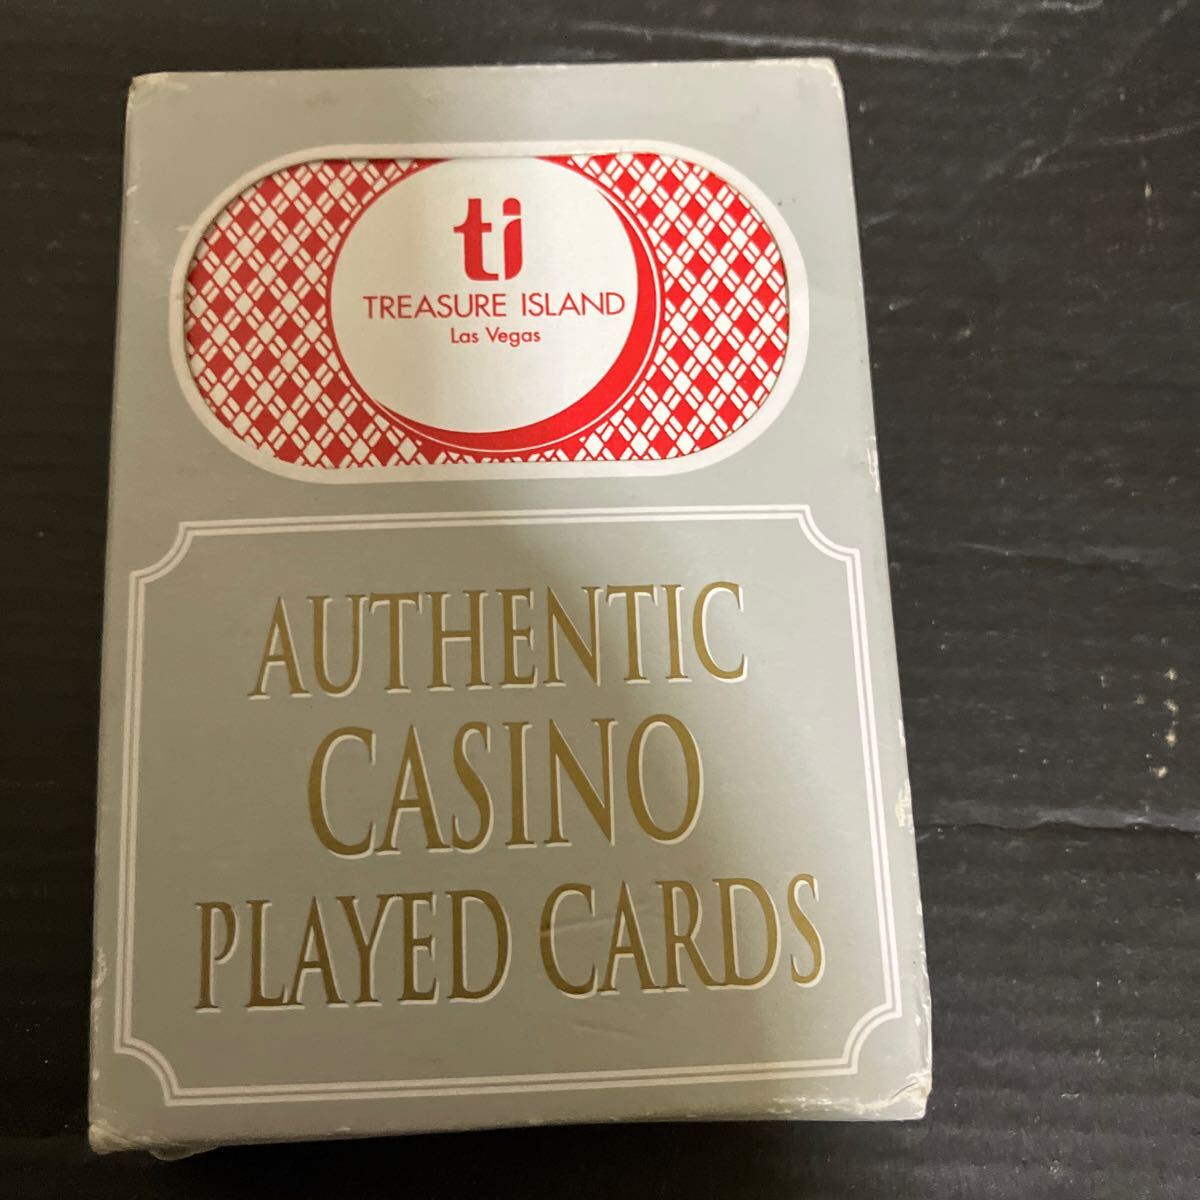 ti
TREASURE ISLAND
Las Vegas
AUTHENTIC
CASINO
PLAYED CARDS